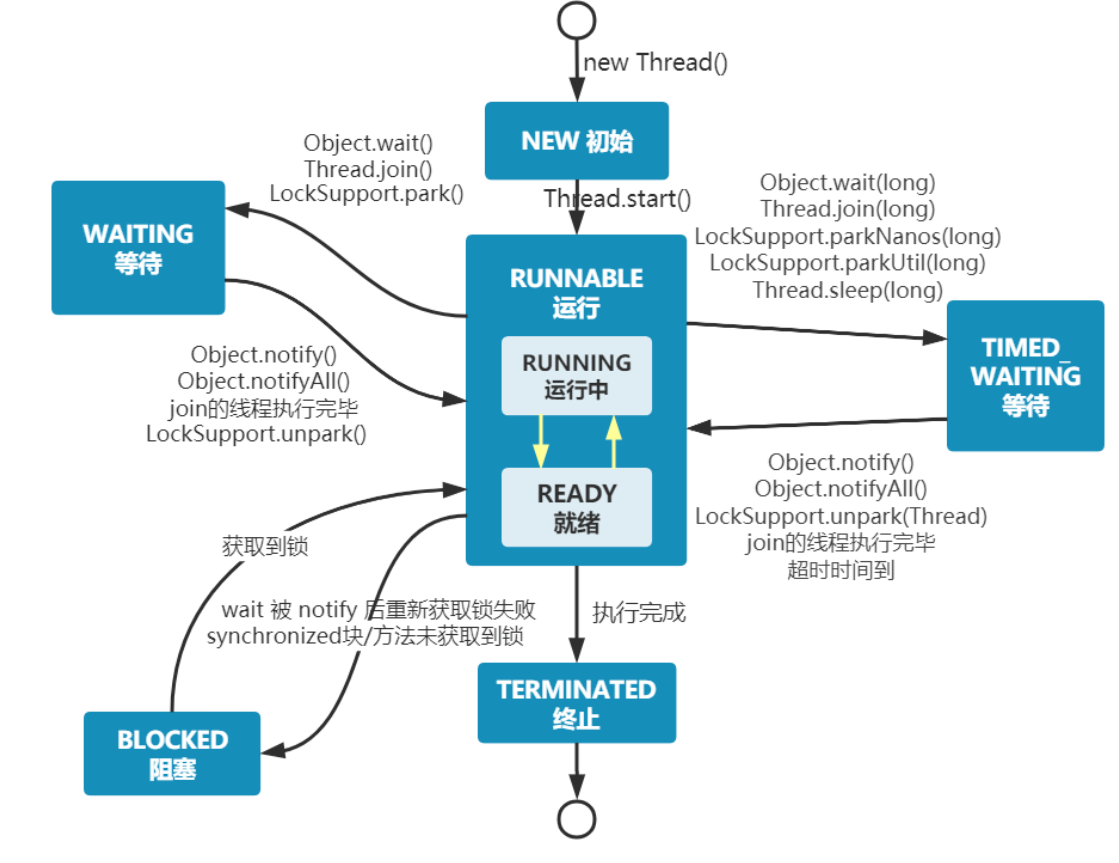 new Thread()
NEW 初始
Object.wait()
Thread.join()
LockSupport.park()
Thread.start()
Object.wait(long)
Thread.join(long)
LockSupport.parkNanos(long)
LockSupport.parkUtil(long)
Thread.sleep(long)
WAITING
等待
RUNNABLE
运行
RUNNING
运行中
READY
就绪
TIMED_
WAITING
等待
Object.notify()
Object.notifyAll()
join的线程执行完毕
LockSupport.unpark()
Object.notify()
Object.notifyAll()
LockSupport.unpark(Thread)
join的线程执行完毕
超时时间到
获取到锁
wait 被 notify 后重新获取锁失败
synchronized块/方法未获取到锁
执行完成
TERMINATED
终止
BLOCKED
阻塞